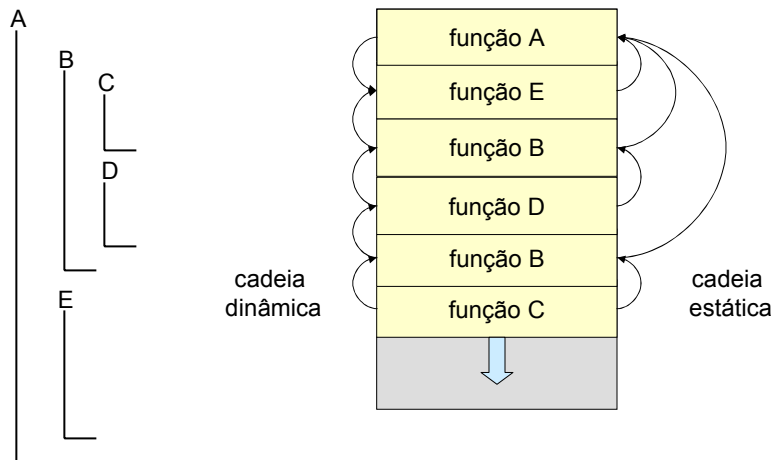 A
B
C
D
E
função A
função E
função B
função D
função B
função C
cadeia
dinâmica
cadeia
estática